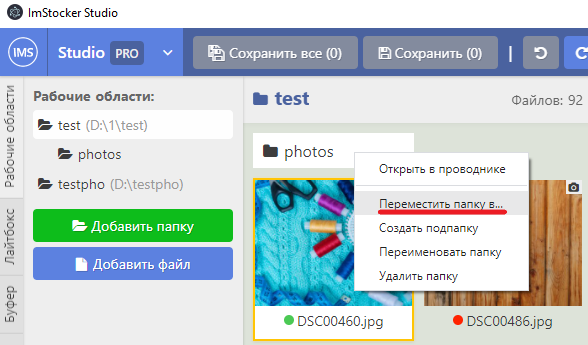 ImStocker Studio
IMS Studio PRO Сохранить все (0) Сохранить (0)
Рабочие области
Лайтбокс
Буфер
Рабочие области:
test (D:\1\test)
photos
testpho (D:\testpho)
Добавить папку
Добавить файл
test Файлов: 92
photos
Открыть в проводнике
Переместить папку в...
Создать подпапку
Переименовать папку
Удалить папку
DSC00460.jpg
DSC00486.jpg